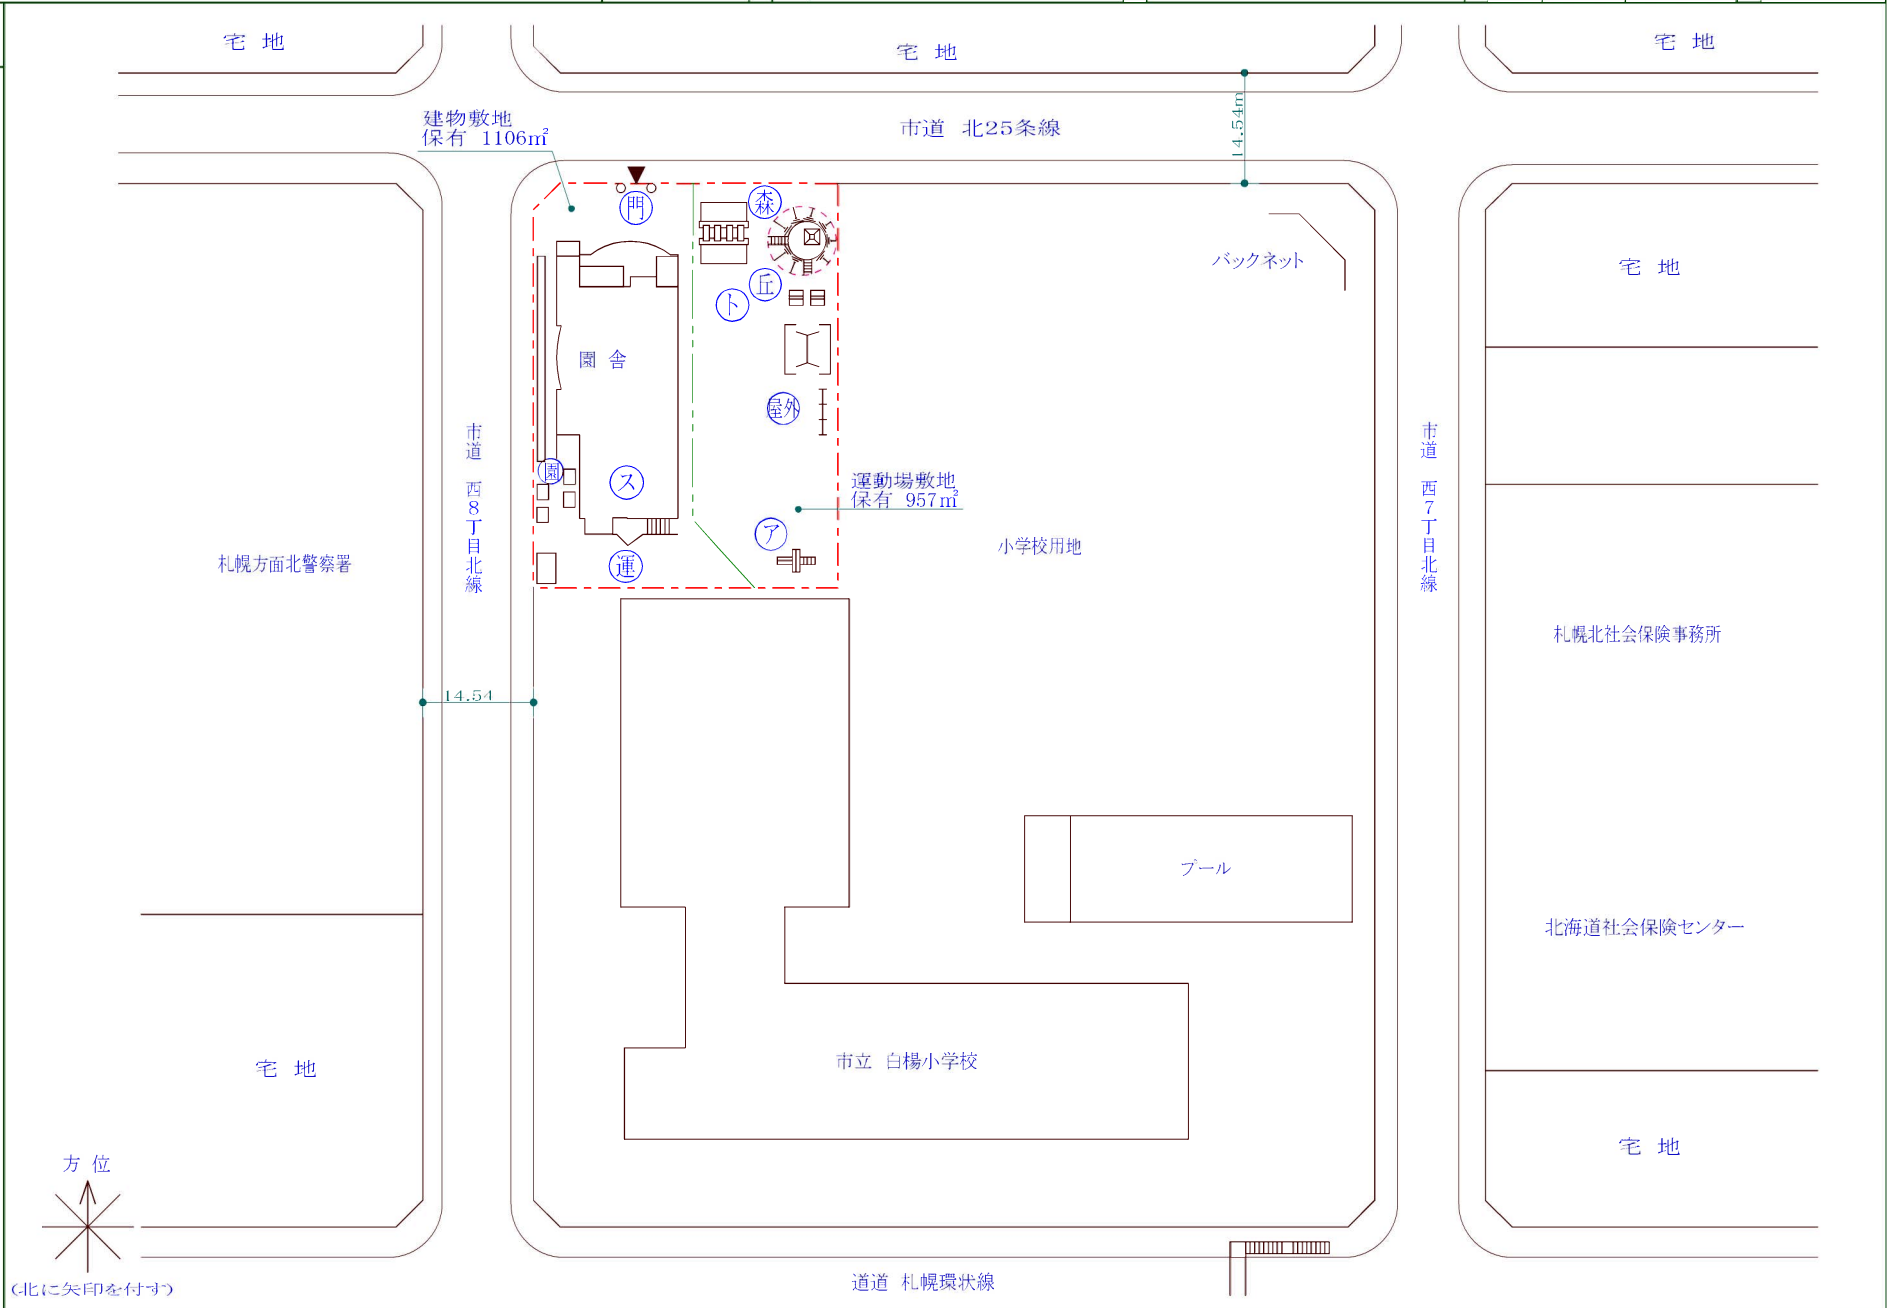 宅 地
宅 地
宅 地
建物敷地
保有 1106㎡
市道 北25条線
14.54m
門
森
バックネット
宅 地
丘
ト
園 舎
屋外
市道 西8丁目北線
市道 西7丁目北線
園
ス
運動場敷地
保有 957㎡
ア
小学校用地
札幌方面北警察署
運
札幌北社会保険事務所
14.54
プール
北海道社会保険センター
宅 地
市立 白楊小学校
宅 地
方 位
(北に矢印を付す)
道道 札幌環状線